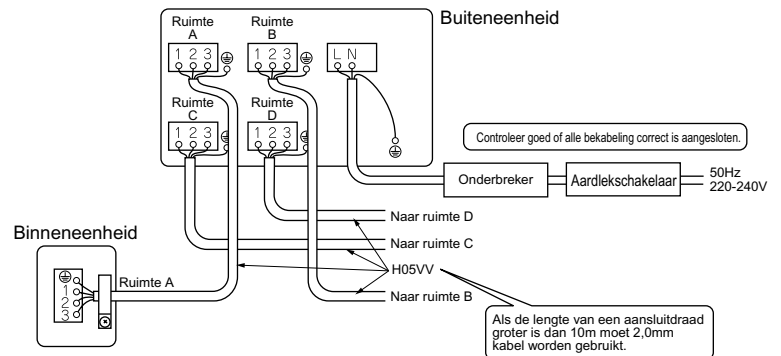 Buiteneenheid
Ruimte
A
Ruimte
B
1 2 3
1 2 3
L N
Ruimte
C
Ruimte
D
1 2 3
1 2 3
Controleer goed of alle bekabeling correct is aangesloten.
Onderbreker
Aardlekschakelaar
50Hz
220-240V
Naar ruimte D
Naar ruimte C
H05VV
Naar ruimte B
Binneneenheid
Ruimte A
1
2
3
Als de lengte van een aansluitdraad
groter is dan 10m moet 2,0mm
kabel worden gebruikt.